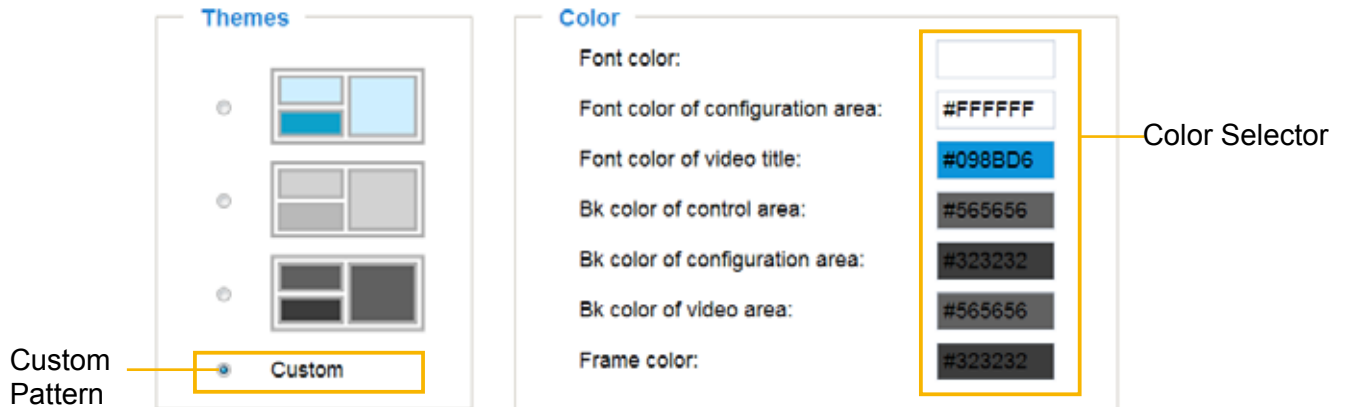 Themes
Custom
Custom
Pattern
Color
Font color:
Font color of configuration area: #FFFFFF
Font color of video title: #098BD6
Bk color of control area: #565656
Bk color of configuration area: #323232
Bk color of video area: #565656
Frame color: #323232
Color Selector